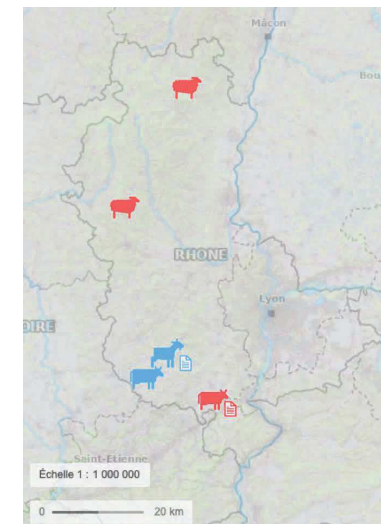 Mâcon
Bou
RHONE
Lyon
OIRE
Saint-Etienne
Échelle 1 : 1 000 000
0 20 km